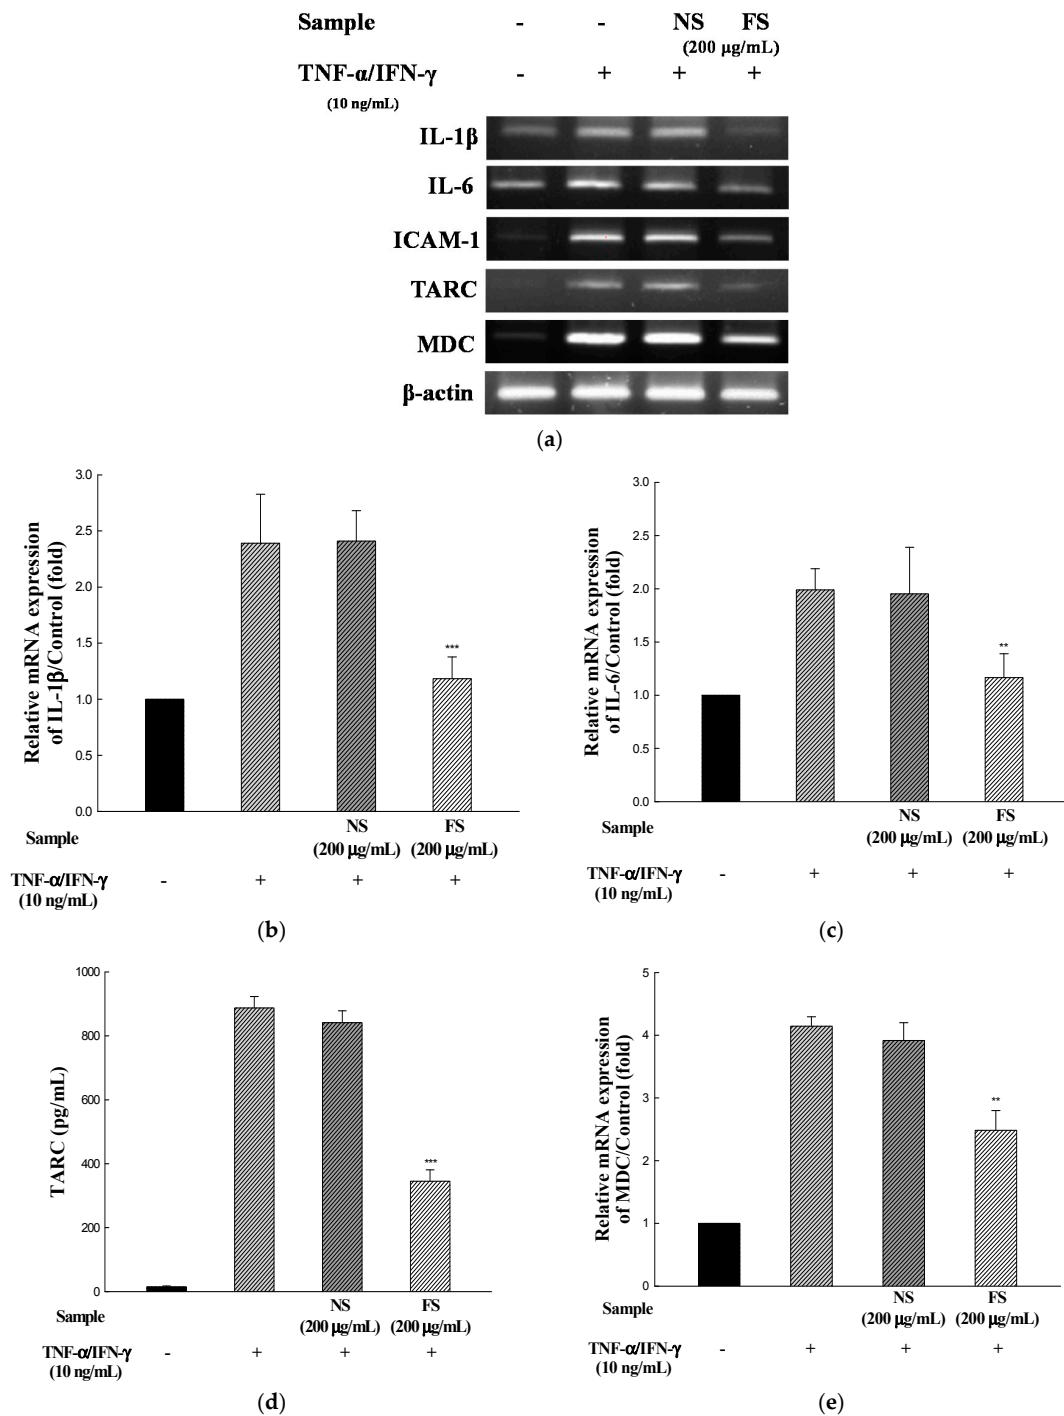 Sample - - NS FS
(200 μg/mL)
TNF-α/IFN-γ - + + +
(10 ng/mL)
IL-1β
IL-6
ICAM-1
TARC
MDC
β-actin
(a)
Relative mRNA expression
of IL-1β/Control (fold)
3.0
2.5
2.0
1.5
1.0
0.5
0.0
***
Sample
NS FS
(200 μg/mL) (200 μg/mL)
TNF-α/IFN-γ - + + +
(10 ng/mL)
(b)
Relative mRNA expression
of IL-6/Control (fold)
3.0
2.5
2.0
1.5
1.0
0.5
0.0
**
Sample
NS FS
(200 μg/mL) (200 μg/mL)
TNF-α/IFN-γ - + + +
(10 ng/mL)
(c)
TARC (pg/mL)
1000
800
600
400
200
0
***
Sample
NS FS
(200 μg/mL) (200 μg/mL)
TNF-α/IFN-γ - + + +
(10 ng/mL)
(d)
Relative mRNA expression
of MDC/Control (fold)
5
4
3
2
1
0
**
Sample
NS FS
(200 μg/mL) (200 μg/mL)
TNF-α/IFN-γ - + + +
(10 ng/mL)
(e)